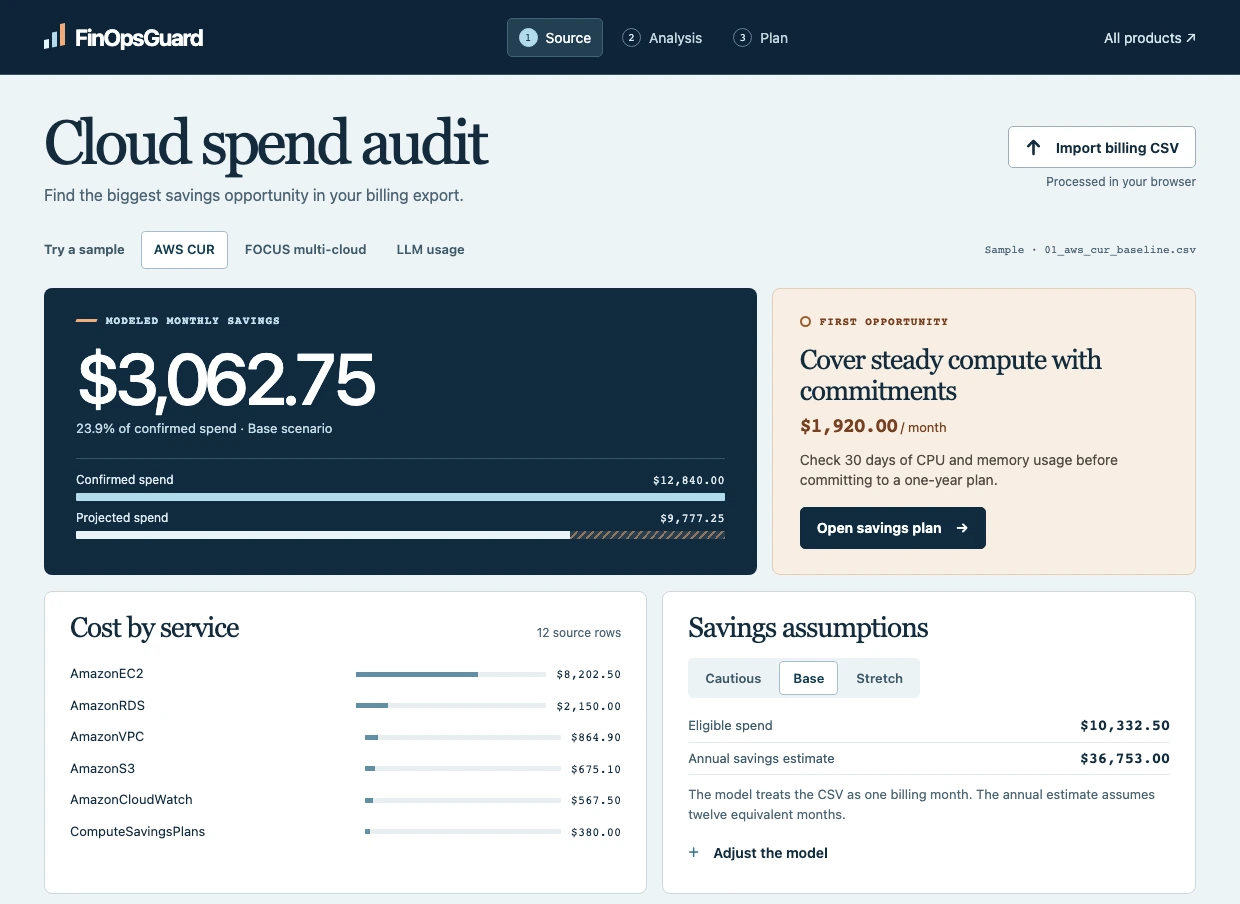 FinOpsGuard
1 Source
2 Analysis
3 Plan
All products ↗
Cloud spend audit
Find the biggest savings opportunity in your billing export.
↑ Import billing CSV
Processed in your browser
Try a sample
AWS CUR
FOCUS multi-cloud
LLM usage
Sample · 01_aws_cur_baseline.csv
MODELED MONTHLY SAVINGS
$3,062.75
23.9% of confirmed spend · Base scenario
Confirmed spend $12,840.00
Projected spend $9,777.25
FIRST OPPORTUNITY
Cover steady compute with
commitments
$1,920.00 / month
Check 30 days of CPU and memory usage before
committing to a one-year plan.
Open savings plan →
Cost by service
12 source rows
AmazonEC2 $8,202.50
AmazonRDS $2,150.00
AmazonVPC $864.90
AmazonS3 $675.10
AmazonCloudWatch $567.50
ComputeSavingsPlans $380.00
Savings assumptions
Cautious
Base
Stretch
Eligible spend $10,332.50
Annual savings estimate $36,753.00
The model treats the CSV as one billing month. The annual estimate assumes
twelve equivalent months.
+ Adjust the model